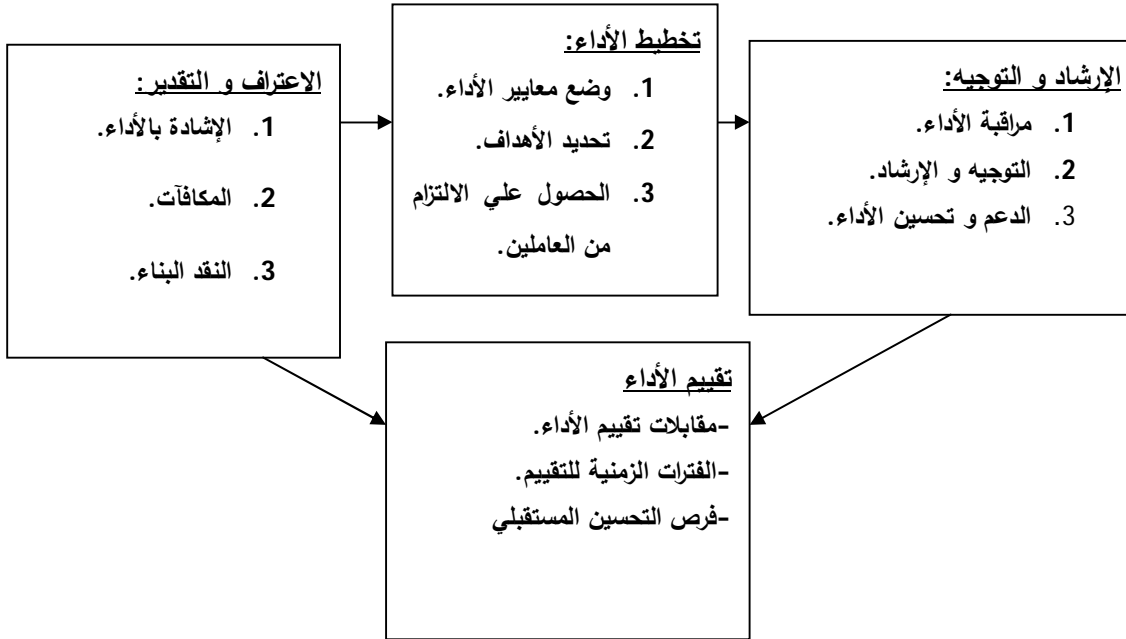 الاعتراف و التقدير:
1. الإشادة بالأداء.
2. المكافآت.
3. النقد البناء.
تخطيط الأداء:
1. وضع معايير الأداء.
2. تحديد الأهداف.
3. الحصول علي الالتزام
من العاملين.
الإرشاد و التوجيه:
1. مراقبة الأداء.
2. التوجيه و الإرشاد.
3. الدعم و تحسين الأداء.
تقييم الأداء
-مقابلات تقييم الأداء.
-الفترات الزمنية للتقييم.
-فرص التحسين المستقبلي